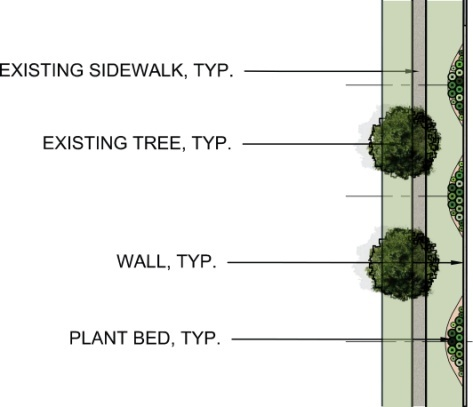 EXISTING SIDEWALK, TYP.
EXISTING TREE, TYP.
WALL, TYP.
PLANT BED, TYP.